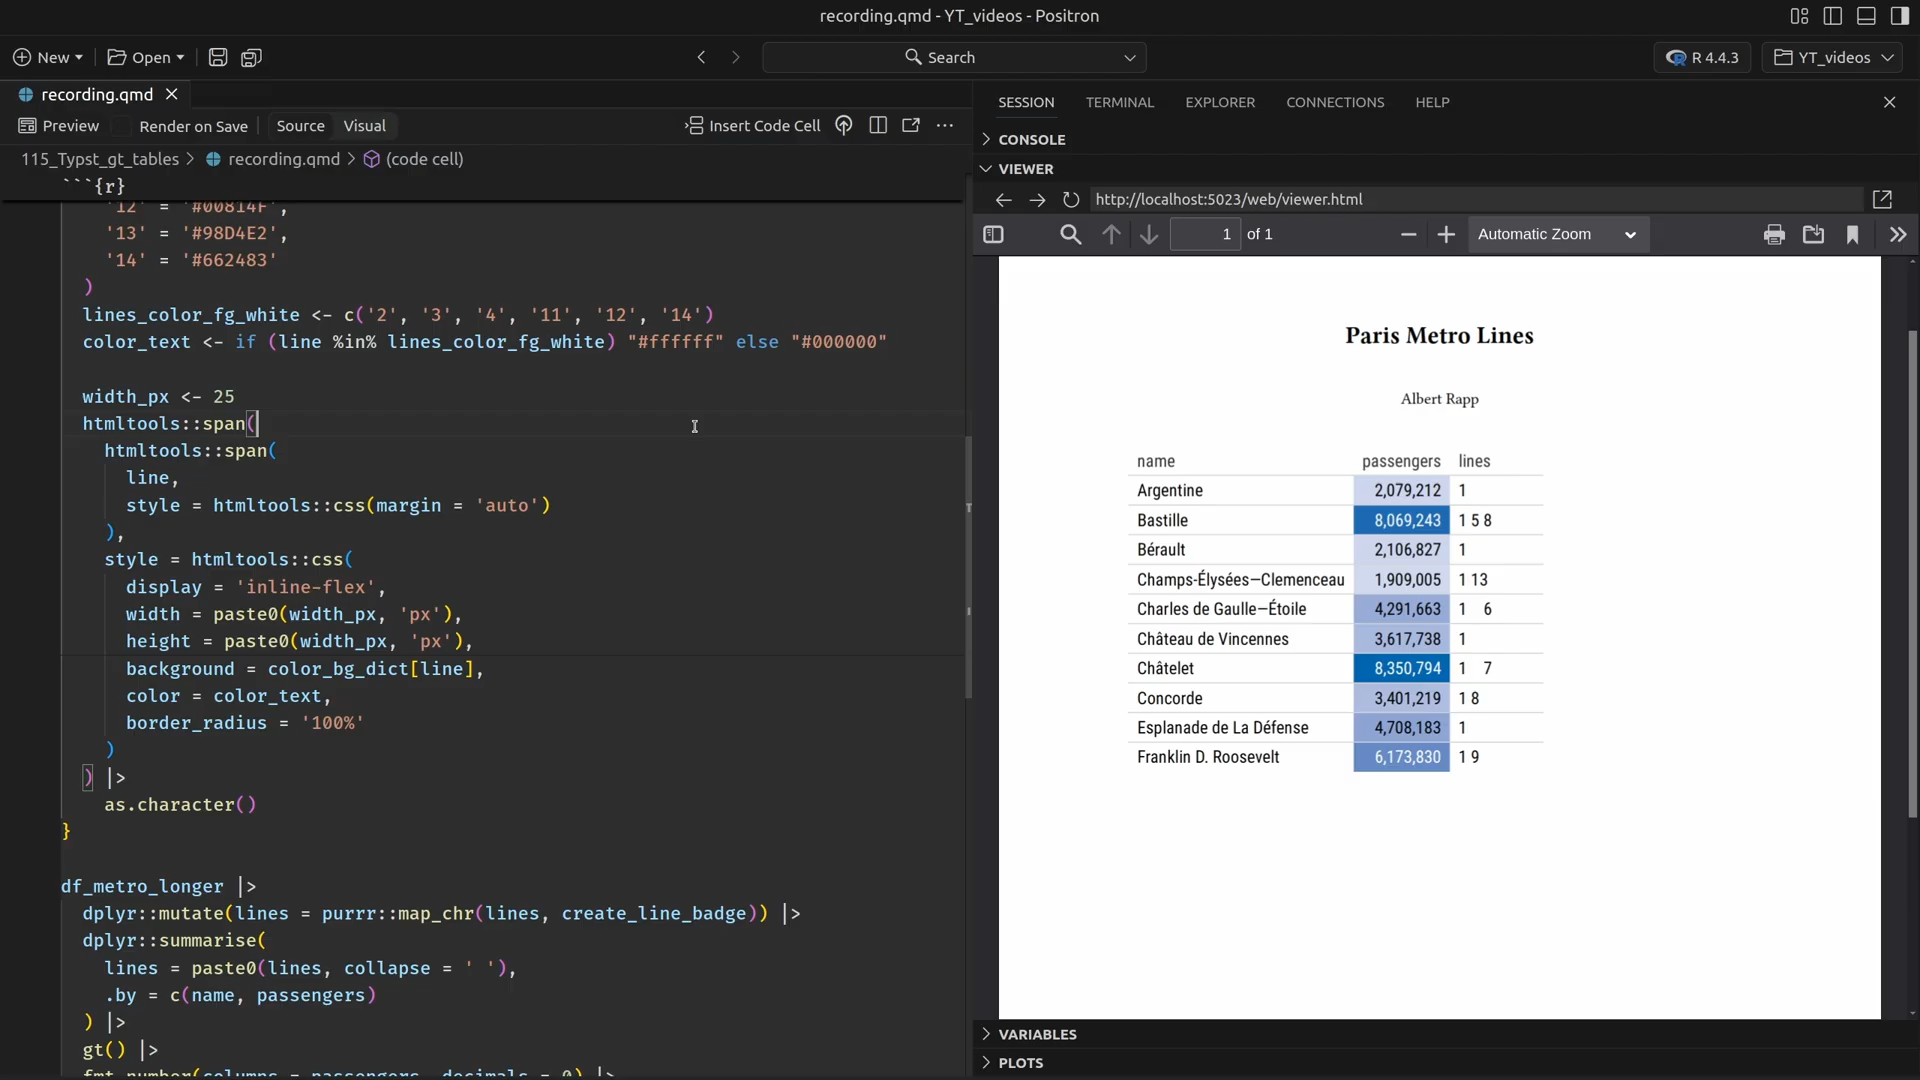 recording.qmd - YT_videos - Positron
New
Open
Search
R 4.4.3
YT_videos
recording.qmd
Preview
Render on Save
Source
Visual
Insert Code Cell
115_Typst_gt_tables > recording.qmd > (code cell)
```{r}
'12' = '#00814F',
'13' = '#98D4E2',
'14' = '#662483'
)
lines_color_fg_white <- c('2', '3', '4', '11', '12', '14')
color_text <- if (line %in% lines_color_fg_white) "#ffffff" else "#000000"
width_px <- 25
htmltools::span(
htmltools::span(
line,
style = htmltools::css(margin = 'auto')
),
style = htmltools::css(
display = 'inline-flex',
width = paste0(width_px, 'px'),
height = paste0(width_px, 'px'),
background = color_bg_dict[line],
color = color_text,
border_radius = '100%'
)
) |>
as.character()
}
df_metro_longer |>
dplyr::mutate(lines = purrr::map_chr(lines, create_line_badge)) |>
dplyr::summarise(
lines = paste0(lines, collapse = ' '),
.by = c(name, passengers)
) |>
gt() |>
fmt_number(columns = passengers, decimals = 0) |>
SESSION
TERMINAL
EXPLORER
CONNECTIONS
HELP
CONSOLE
VIEWER
http://localhost:5023/web/viewer.html
1 of 1
Automatic Zoom
Paris Metro Lines
Albert Rapp
name passengers lines
Argentine 2,079,212 1
Bastille 8,069,243 1 5 8
Bérault 2,106,827 1
Champs-Élysées—Clemenceau 1,909,005 1 13
Charles de Gaulle—Étoile 4,291,663 1 6
Château de Vincennes 3,617,738 1
Châtelet 8,350,794 1 7
Concorde 3,401,219 1 8
Esplanade de La Défense 4,708,183 1
Franklin D. Roosevelt 6,173,830 1 9
VARIABLES
PLOTS